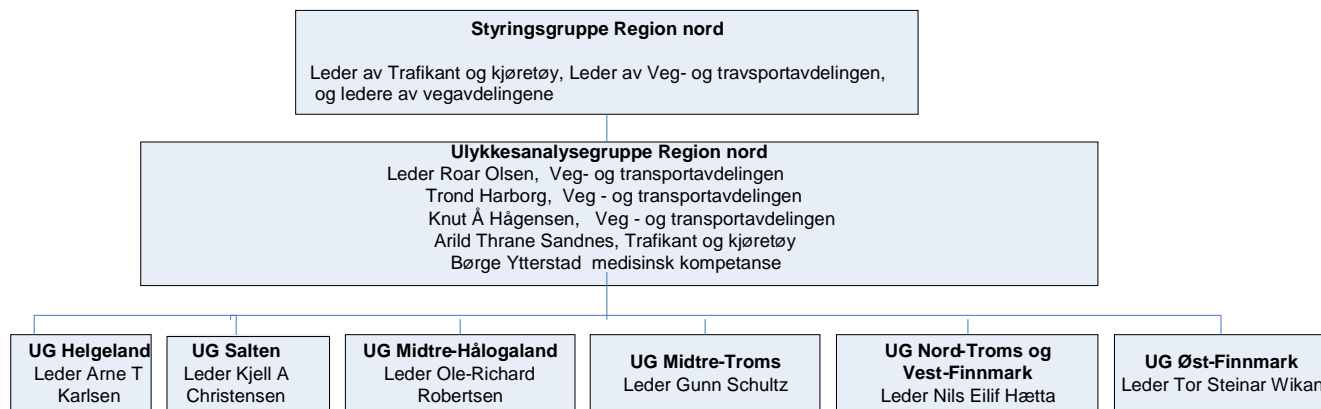 Styringsgruppe Region nord
Leder av Trafikant og kjøretøy, Leder av Veg- og travsportavdelingen,
og ledere av vegavdelingene
Ulykkesanalysegruppe Region nord
Leder Roar Olsen, Veg- og transportavdelingen
Trond Harborg, Veg - og transportavdelingen
Knut Å Hågensen, Veg - og transportavdelingen
Arild Thrane Sandnes, Trafikant og kjøretøy
Børge Ytterstad medisinsk kompetanse
UG Helgeland
Leder Arne T
Karlsen
UG Salten
Leder Kjell A
Christensen
UG Midtre-Hålogaland
Leder Ole-Richard
Robertsen
UG Midtre-Troms
Leder Gunn Schultz
UG Nord-Troms og
Vest-Finnmark
Leder Nils Eilif Hætta
UG Øst-Finnmark
Leder Tor Steinar Wikan